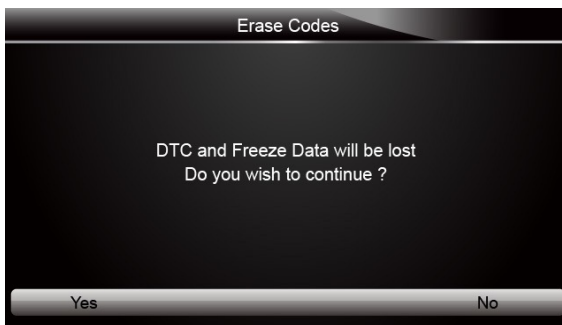 Erase Codes
DTC and Freeze Data will be lost
Do you wish to continue ?
Yes No